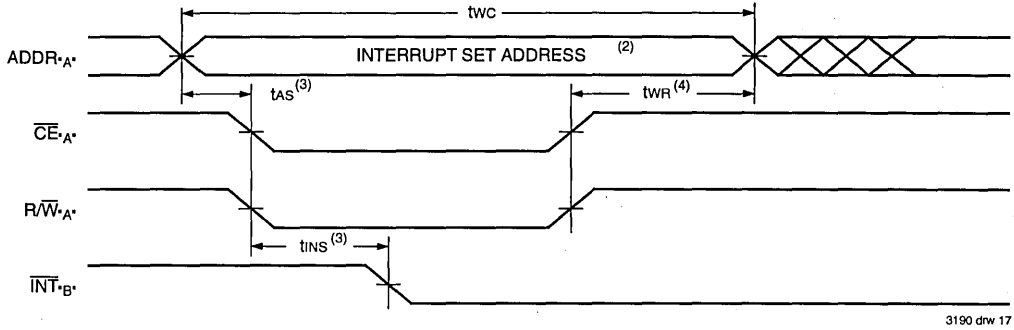 tWC
ADDR"A"
INTERRUPT SET ADDRESS (2)
tAS(3)
tWR(4)
CE"A"
R/W"A"
tINS(3)
INT"B"
3190 drw 17